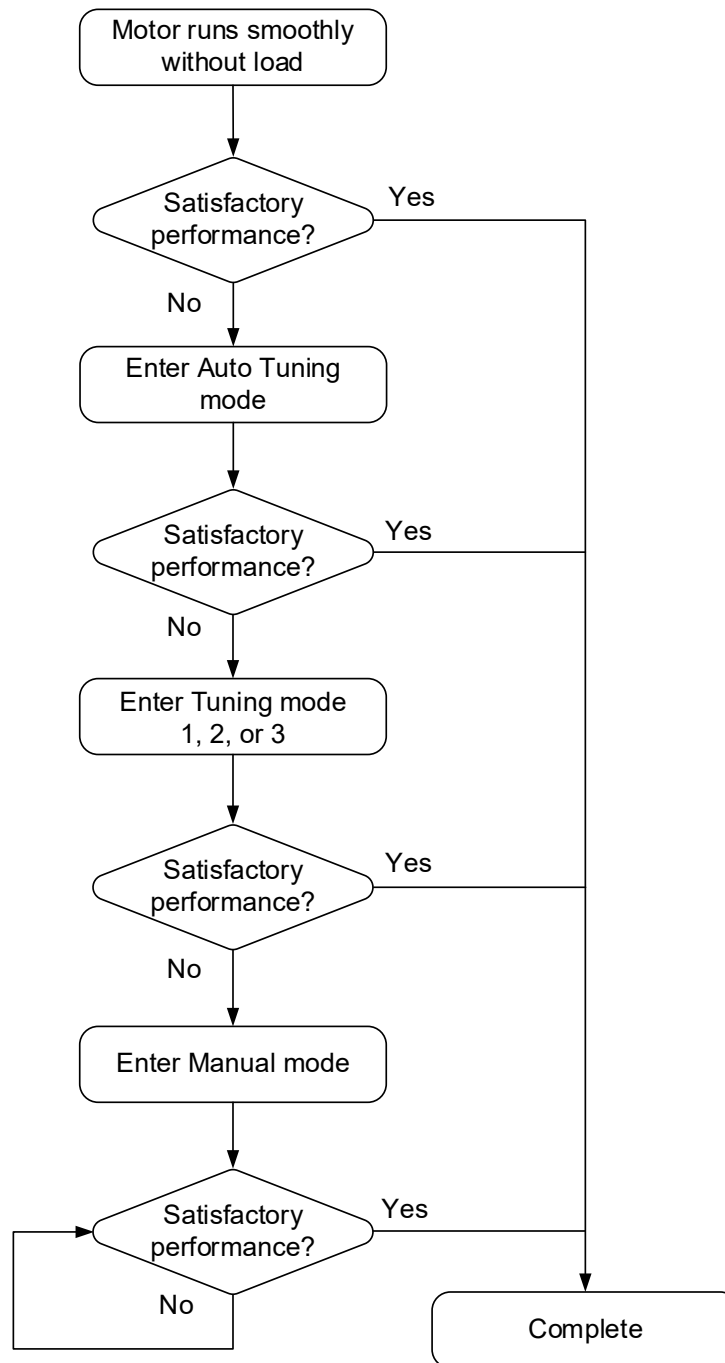 Motor runs smoothly
without load
Satisfactory
performance?
Yes
No
Enter Auto Tuning
mode
Satisfactory
performance?
Yes
No
Enter Tuning mode
1, 2, or 3
Satisfactory
performance?
Yes
No
Enter Manual mode
Satisfactory
performance?
Yes
No
Complete